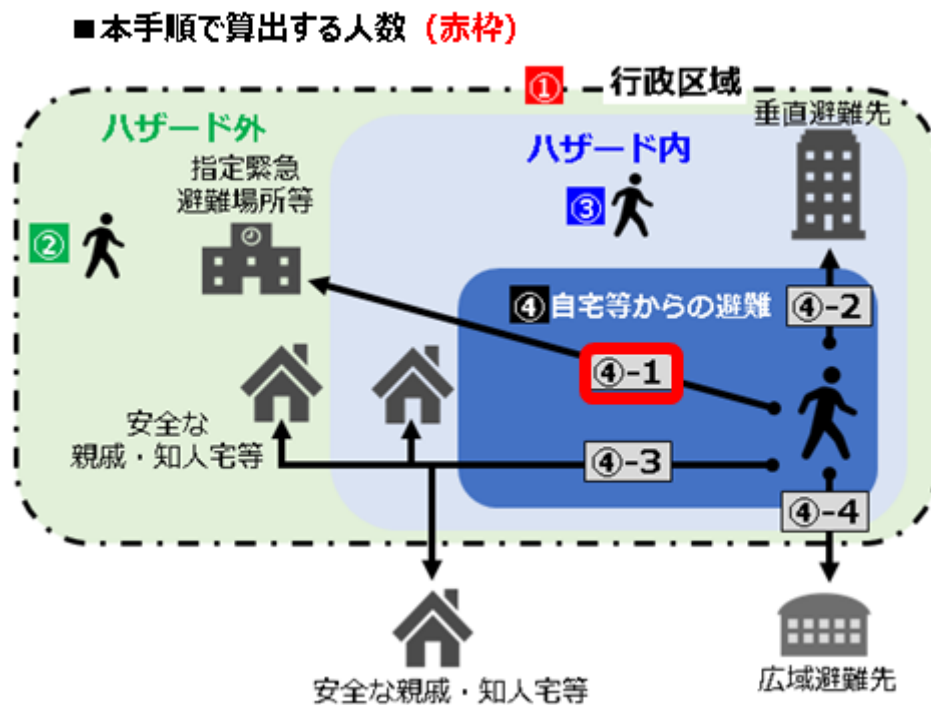 ■本手順で算出する人数（赤枠）
① 行政区域
ハザード外
ハザード内
垂直避難先
指定緊急
避難場所等
②
③
④自宅等からの避難
④-2
④-1
安全な
親戚・知人宅等
④-3
④-4
安全な親戚・知人宅等
広域避難先